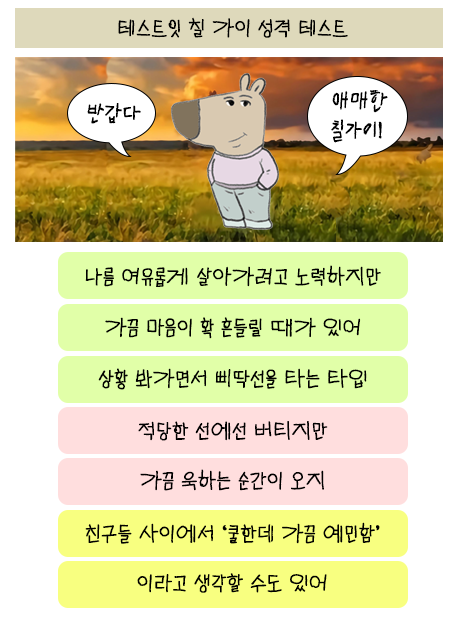 테스트잇 칠 가이 성격 테스트
반갑다
애매한
칠가이!
나름 여유롭게 살아가려고 노력하지만
가끔 마음이 확 흔들릴 때가 있어
상황 봐가면서 삐딱선을 타는 타입!
적당한 선에선 버티지만
가끔 욱하는 순간이 오지
친구들 사이에서 ‘쿨한데 가끔 예민함’
이라고 생각할 수도 있어